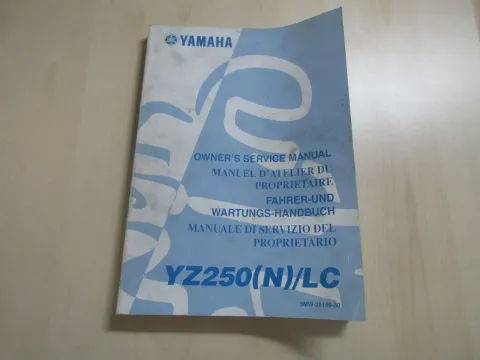 YAMAHA
OWNER'S SERVICE MANUAL
MANUEL D'ATELIER DU
PROPRIETAIRE
FAHRER-UND
WARTUNGS-HANDBUCH
MANUALE DI SERVIZIO DEL
PROPRIETARIO
YZ250(N)/LC